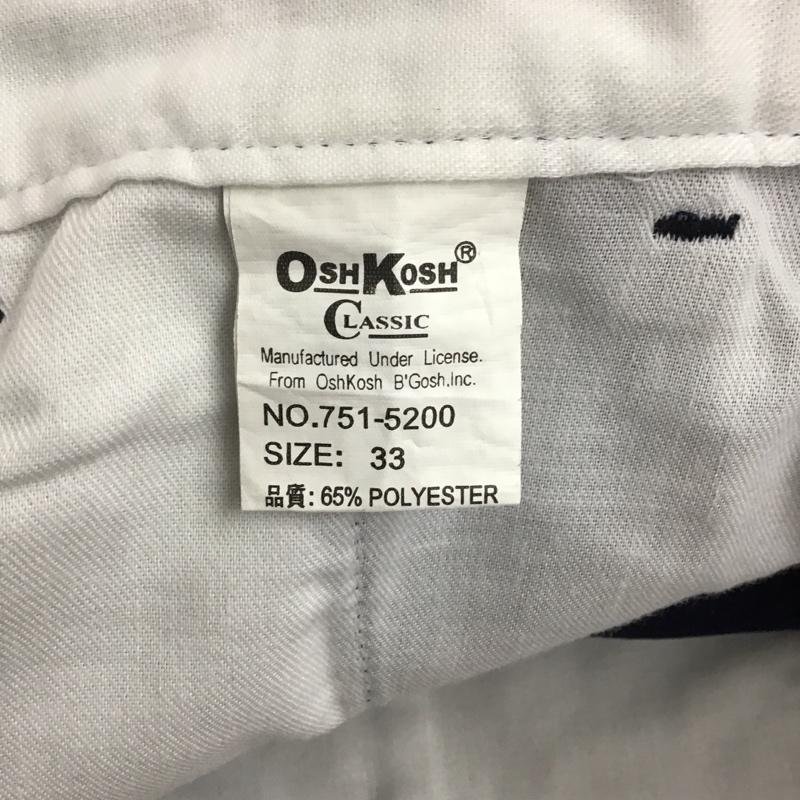 OSHKOSH®
CLASSIC
Manufactured Under License.
From OshKosh B'Gosh,Inc.
NO.751-5200
SIZE: 33
品質: 65% POLYESTER